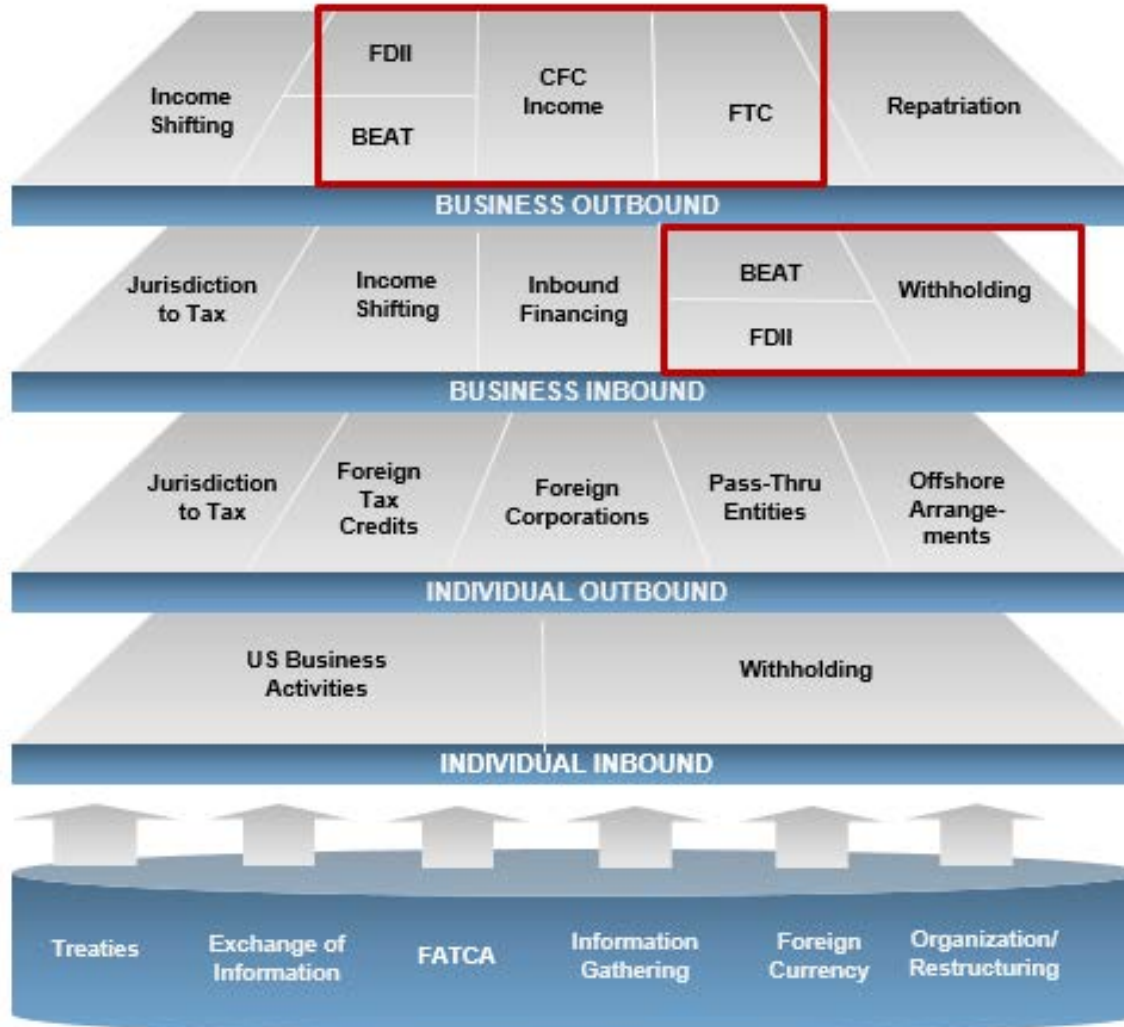 Income
Shifting
FDII
BEAT
CFC
Income
FTC
Repatriation
BUSINESS OUTBOUND
Jurisdiction
to Tax
Income
Shifting
Inbound
Financing
BEAT
FDII
Withholding
BUSINESS INBOUND
Jurisdiction
to Tax
Foreign
Tax
Credits
Foreign
Corporations
Pass-Thru
Entities
Offshore
Arrange-
ments
INDIVIDUAL OUTBOUND
US Business
Activities
Withholding
INDIVIDUAL INBOUND
Treaties
Exchange of
Information
FATCA
Information
Gathering
Foreign
Currency
Organization/
Restructuring